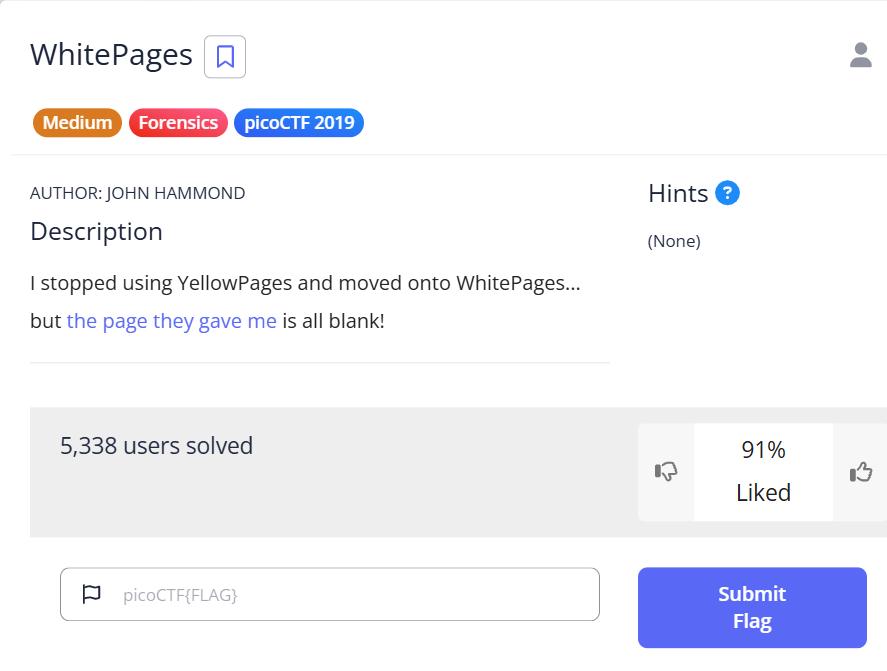 WhitePages
Medium
Forensics
picoCTF 2019
AUTHOR: JOHN HAMMOND
Description
I stopped using YellowPages and moved onto WhitePages...
but the page they gave me is all blank!
Hints ?
(None)
5,338 users solved
91%
Liked
picoCTF{FLAG}
Submit
Flag